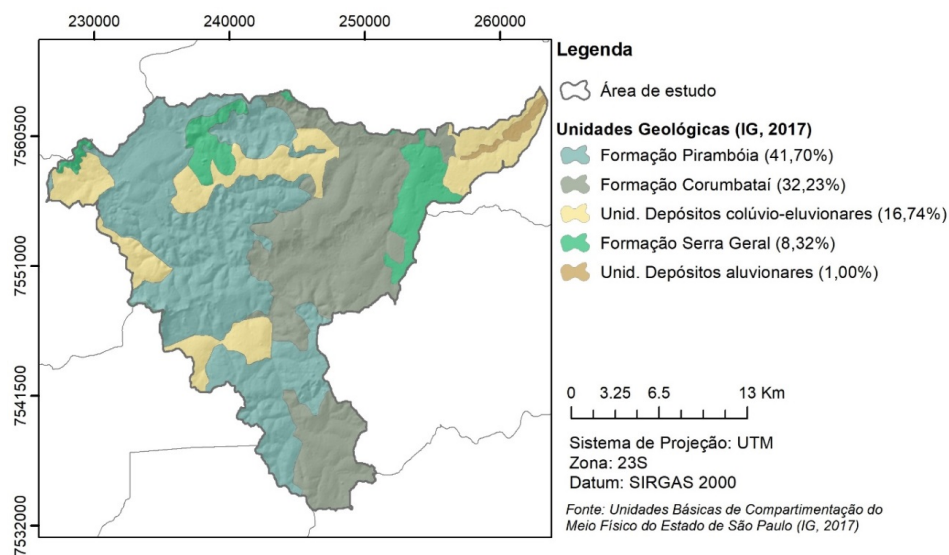 230000 240000 250000 260000
7560500
7551000
7541500
7532000
Legenda
Área de estudo
Unidades Geológicas (IG, 2017)
Formação Pirambóia (41,70%)
Formação Corumbataí (32,23%)
Unid. Depósitos colúvio-eluvionares (16,74%)
Formação Serra Geral (8,32%)
Unid. Depósitos aluvionares (1,00%)
0 3.25 6.5 13 Km
Sistema de Projeção: UTM
Zona: 23S
Datum: SIRGAS 2000
Fonte: Unidades Básicas de Compartimentação do
Meio Físico do Estado de São Paulo (IG, 2017)